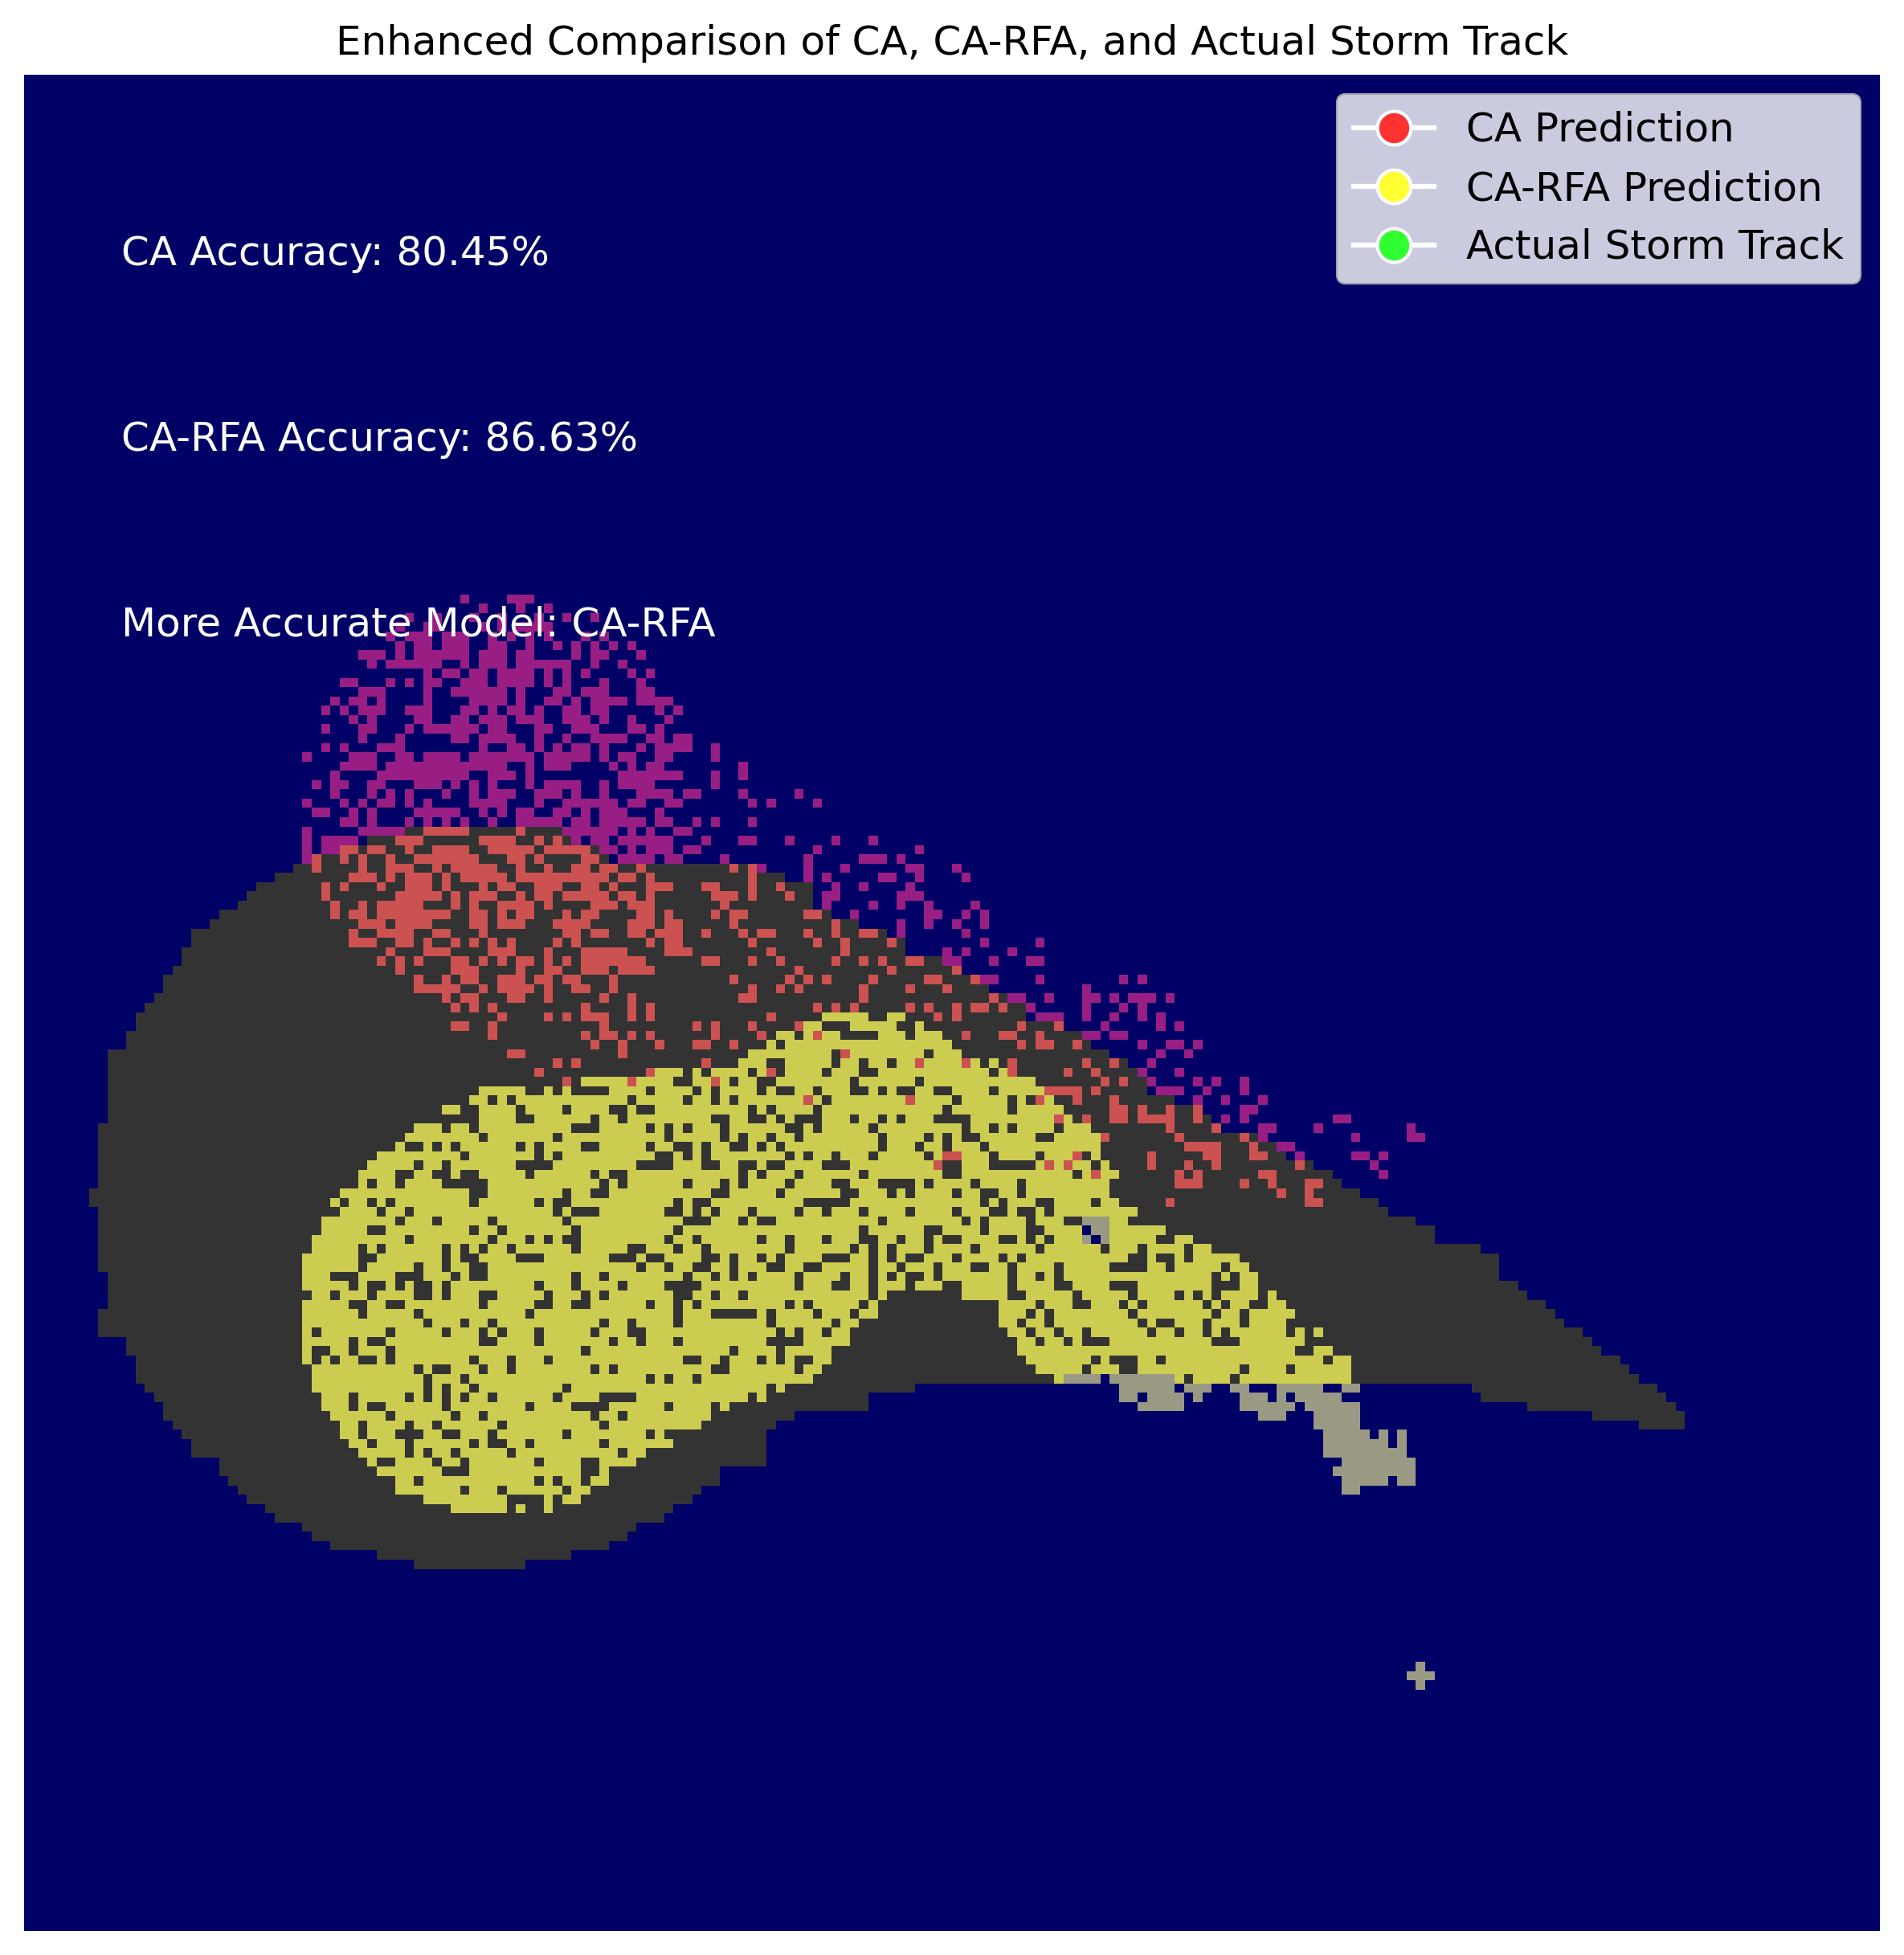 Enhanced Comparison of CA, CA-RFA, and Actual Storm Track
CA Prediction
CA-RFA Prediction
Actual Storm Track
CA Accuracy: 80.45%
CA-RFA Accuracy: 86.63%
More Accurate Model: CA-RFA